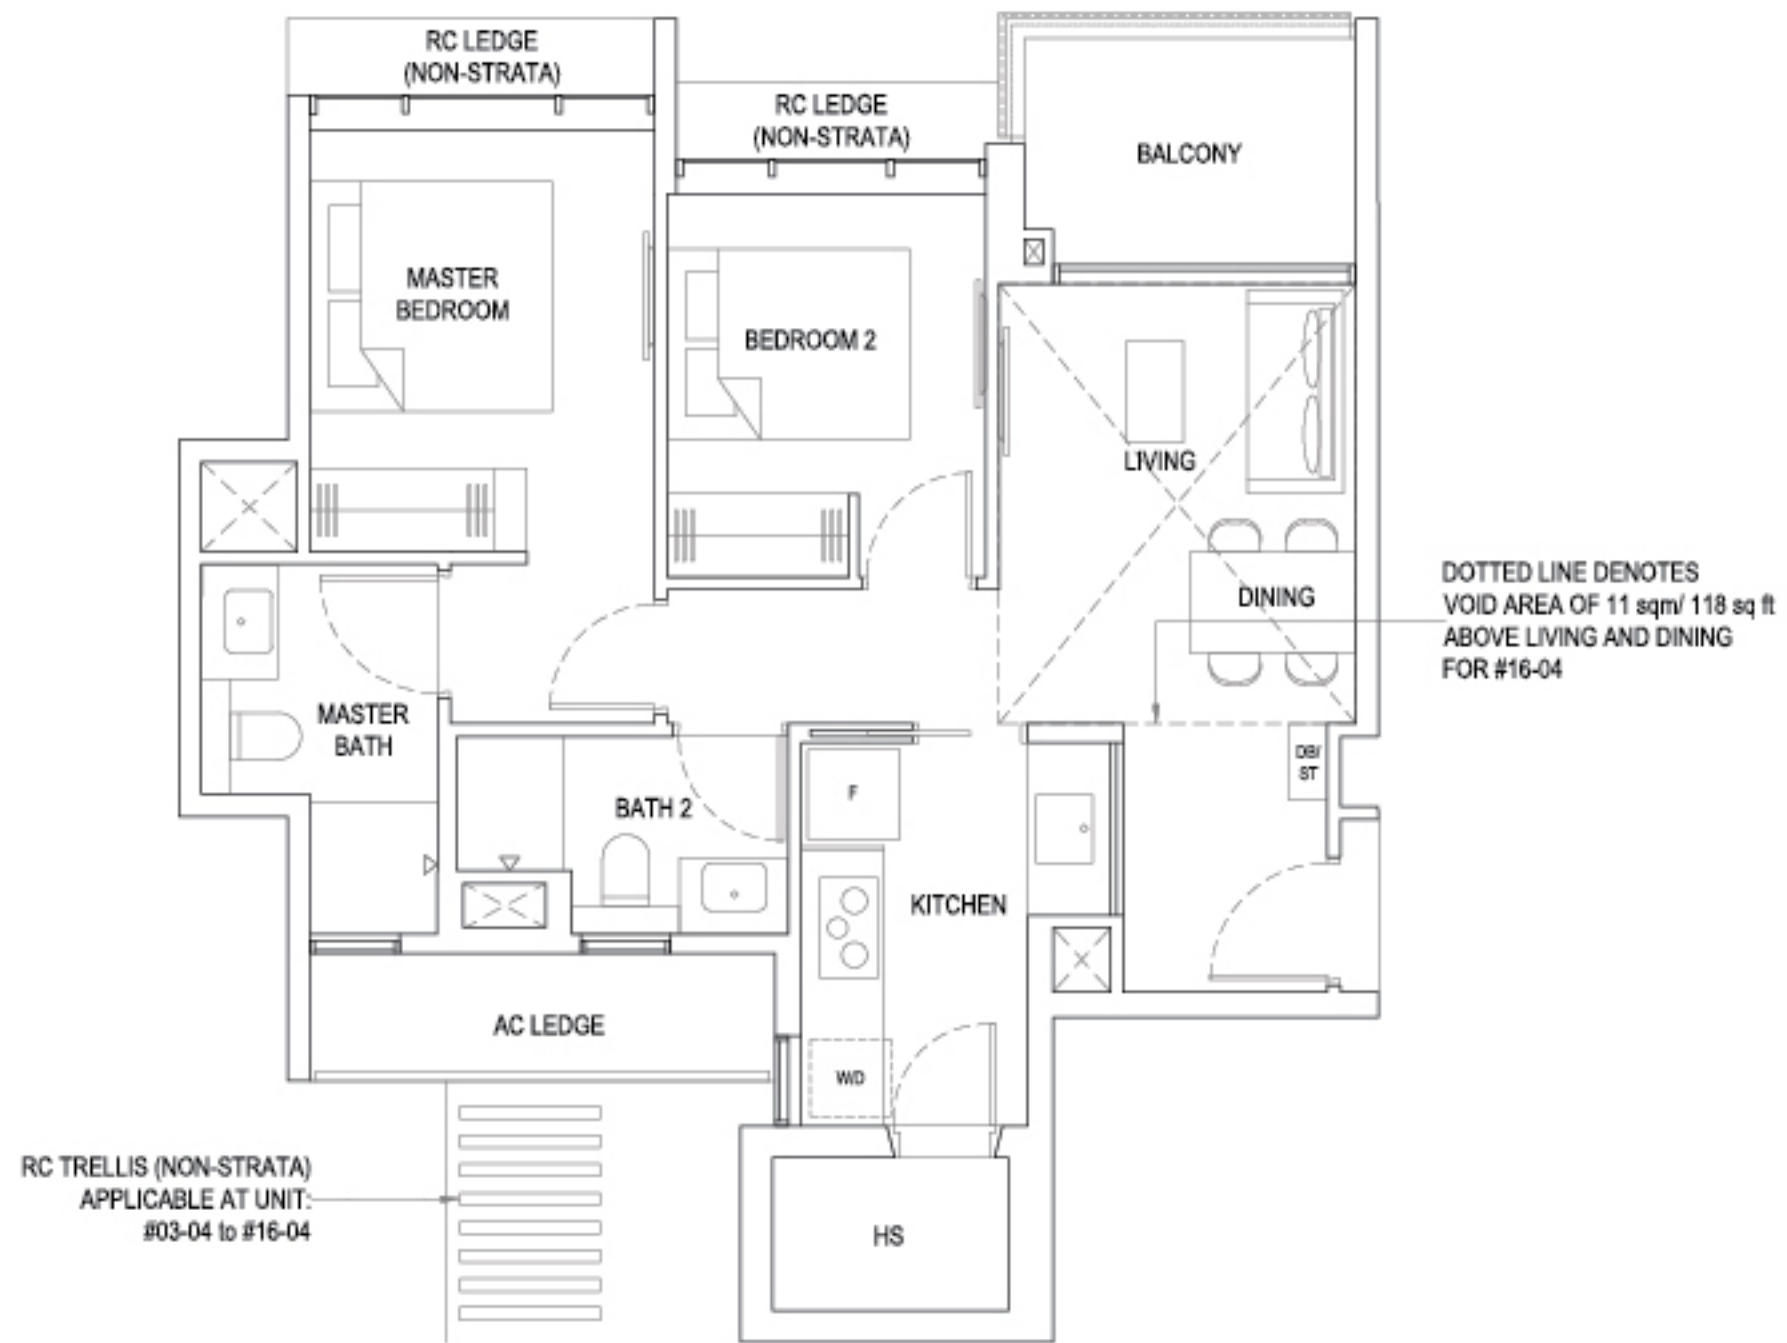 RC LEDGE
(NON-STRATA)
RC LEDGE
(NON-STRATA)
BALCONY
MASTER
BEDROOM
BEDROOM 2
LIVING
DINING
DOTTED LINE DENOTES
VOID AREA OF 11 sqm/ 118 sq ft
ABOVE LIVING AND DINING
FOR #16-04
MASTER
BATH
BATH 2
F
DB/
ST
KITCHEN
AC LEDGE
W/D
RC TRELLIS (NON-STRATA)
APPLICABLE AT UNIT:
#03-04 to #16-04
HS